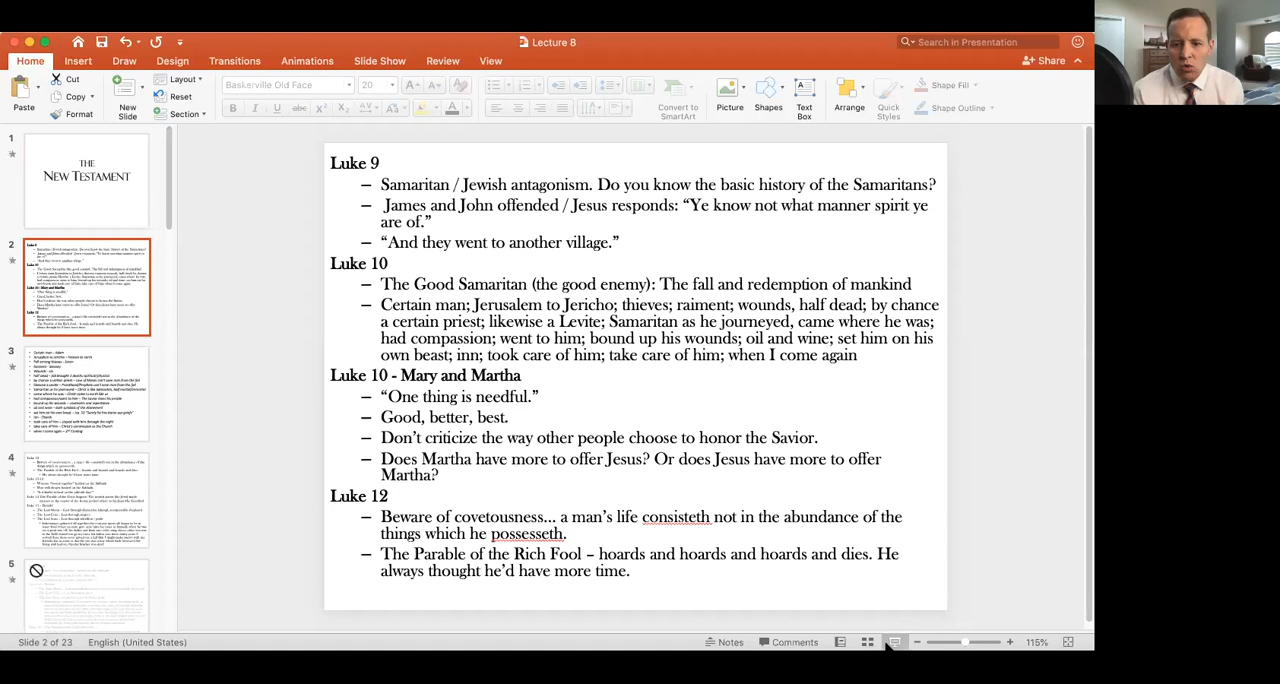 Lecture 8
Search in Presentation
Home Insert Draw Design Transitions Animations Slide Show Review View
Share
Paste
Cut
Copy
Format
New
Slide
Layout
Reset
Section
Baskerville Old Face
20
Convert to
SmartArt
Picture
Shapes
Text
Box
Arrange
Quick
Styles
Shape Fill
Shape Outline
1
THE
NEW TESTAMENT
2
3
4
5
Luke 9
– Samaritan / Jewish antagonism. Do you know the basic history of the Samaritans?
– James and John offended / Jesus responds: “Ye know not what manner spirit ye
are of.”
– “And they went to another village.”
Luke 10
– The Good Samaritan (the good enemy): The fall and redemption of mankind
– Certain man; Jerusalem to Jericho; thieves; raiment, wounds, half dead; by chance
a certain priest; likewise a Levite; Samaritan as he journeyed, came where he was;
had compassion; went to him; bound up his wounds; oil and wine; set him on his
own beast; inn; took care of him; take care of him; when I come again
Luke 10 - Mary and Martha
– “One thing is needful.”
– Good, better, best.
– Don’t criticize the way other people choose to honor the Savior.
– Does Martha have more to offer Jesus? Or does Jesus have more to offer
Martha?
Luke 12
– Beware of covetousness… a man’s life consisteth not in the abundance of the
things which he possesseth.
– The Parable of the Rich Fool – hoards and hoards and hoards and dies. He
always thought he’d have more time.
Slide 2 of 23
English (United States)
Notes
Comments
115%